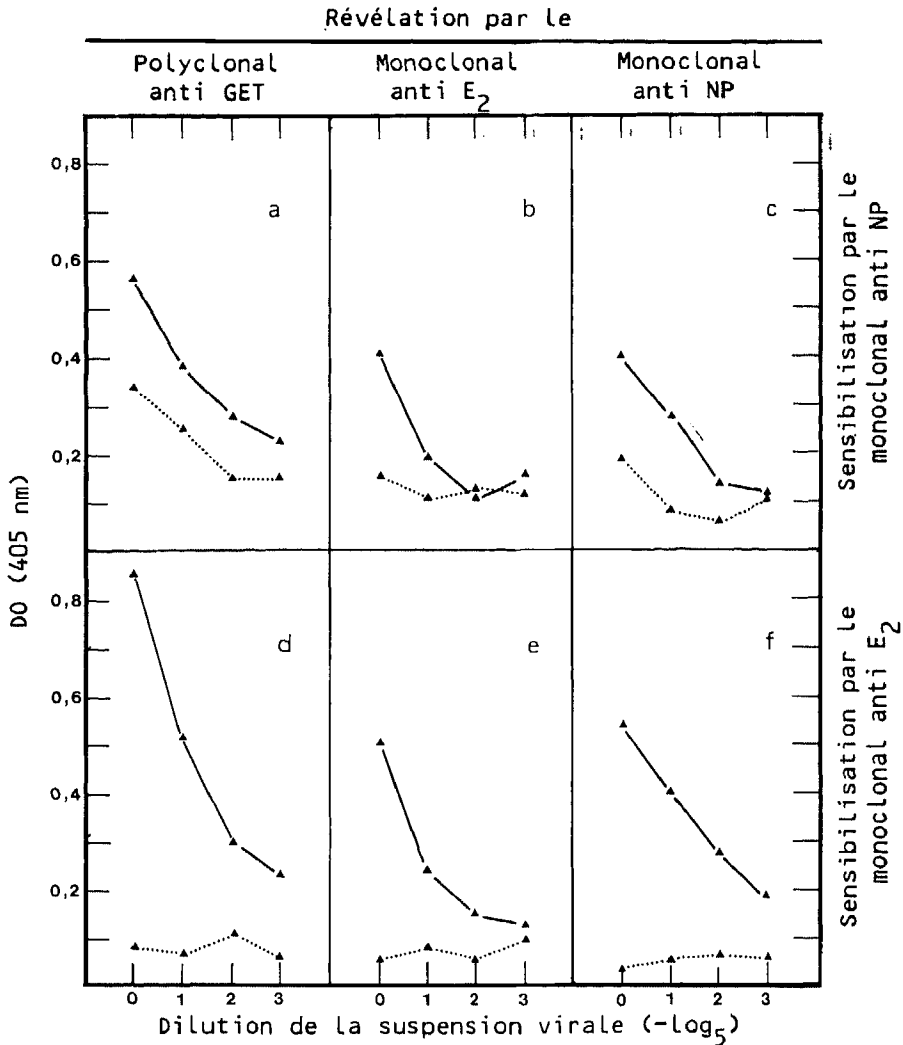 Révélation par le
Polyclonal anti GET
Monoclonal anti E2
Monoclonal anti NP
a
b
c
0,8
0,6
0,4
0,2
Sensibilisation par le
monoclonal anti NP
DO (405 nm)
d
e
f
0,8
0,6
0,4
0,2
Sensibilisation par le
monoclonal anti E2
0 1 2 3
0 1 2 3
0 1 2 3
Dilution de la suspension virale (-log5)